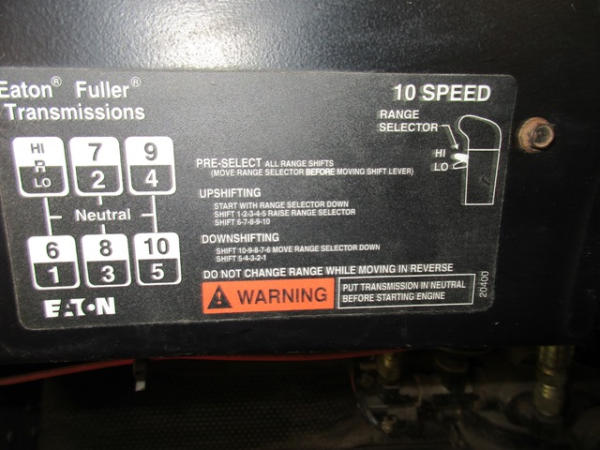 Eaton® Fuller®
Transmissions
10 SPEED
RANGE
SELECTOR
HI
LO
HI
R
LO
7
2
9
4
Neutral
6
1
8
3
10
5
EATON
PRE-SELECT ALL RANGE SHIFTS
(MOVE RANGE SELECTOR BEFORE MOVING SHIFT LEVER)
UPSHIFTING
START WITH RANGE SELECTOR DOWN
SHIFT 1-2-3-4-5 RAISE RANGE SELECTOR
SHIFT 6-7-8-9-10
DOWNSHIFTING
SHIFT 10-9-8-7-6 MOVE RANGE SELECTOR DOWN
SHIFT 5-4-3-2-1
DO NOT CHANGE RANGE WHILE MOVING IN REVERSE
WARNING
PUT TRANSMISSION IN NEUTRAL
BEFORE STARTING ENGINE
20400